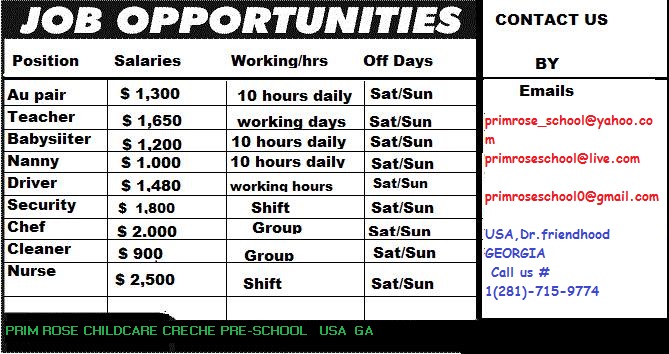 JOB OPPORTUNITIES
Position Salaries Working/hrs Off Days
Au pair $ 1,300 10 hours daily Sat/Sun
Teacher $ 1,650 working days Sat/Sun
Babysiiter $ 1,200 10 hours daily Sat/Sun
Nanny $ 1.000 10 hours daily Sat/Sun
Driver $ 1,480 working hours Sat/Sun
Security $ 1,800 Shift Sat/Sun
Chef $ 2.000 Group Sat/Sun
Cleaner $ 900 Group Sat/Sun
Nurse $ 2,500 Shift Sat/Sun
CONTACT US
BY
Emails
primrose_school@yahoo.co
m
primroseschool@live.com
primroseschool0@gmail.com
USA,Dr.friendhood
GEORGIA
Call us #
1(281)-715-9774
PRIM ROSE CHILDCARE CRECHE PRE-SCHOOL USA GA